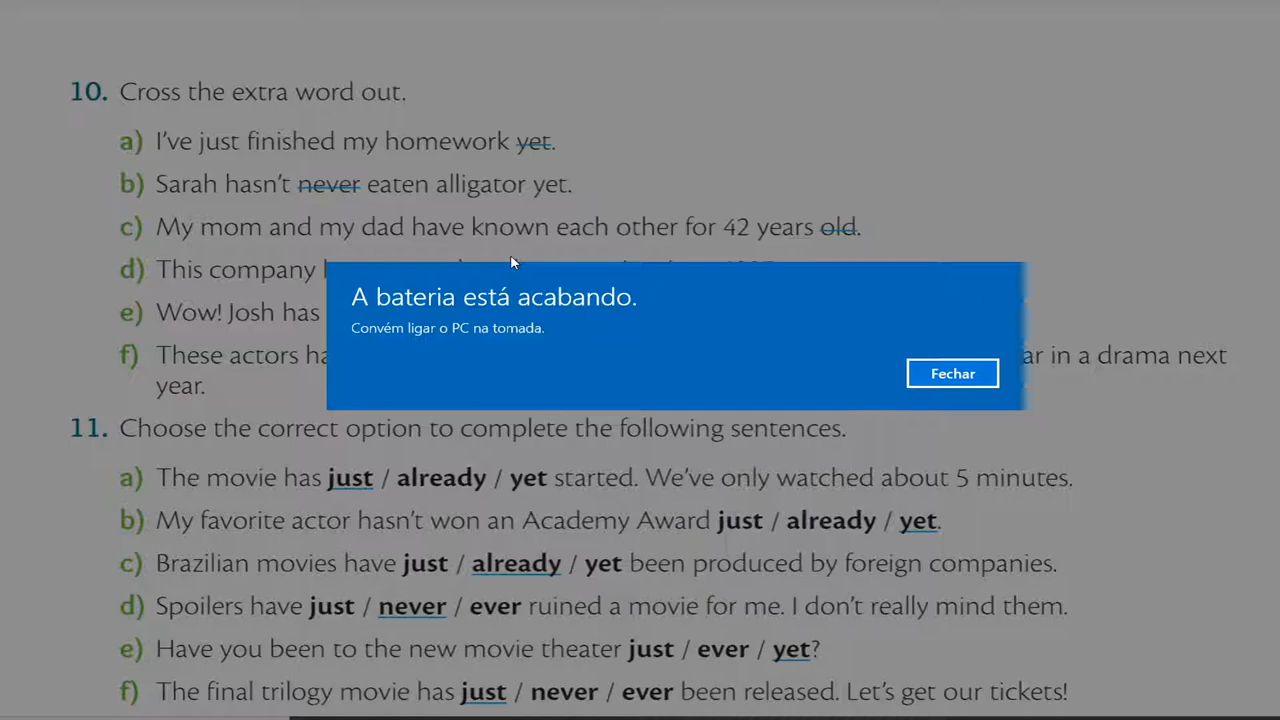 10. Cross the extra word out.
a) I've just finished my homework yet.
b) Sarah hasn't never eaten alligator yet.
c) My mom and my dad have known each other for 42 years old.
d) This company
e) Wow! Josh has
f) These actors ha
ar in a drama next
year.
A bateria está acabando.
Convém ligar o PC na tomada.
Fechar
11. Choose the correct option to complete the following sentences.
a) The movie has just / already / yet started. We've only watched about 5 minutes.
b) My favorite actor hasn't won an Academy Award just / already / yet.
c) Brazilian movies have just / already / yet been produced by foreign companies.
d) Spoilers have just / never / ever ruined a movie for me. I don't really mind them.
e) Have you been to the new movie theater just / ever / yet?
f) The final trilogy movie has just / never / ever been released. Let's get our tickets!